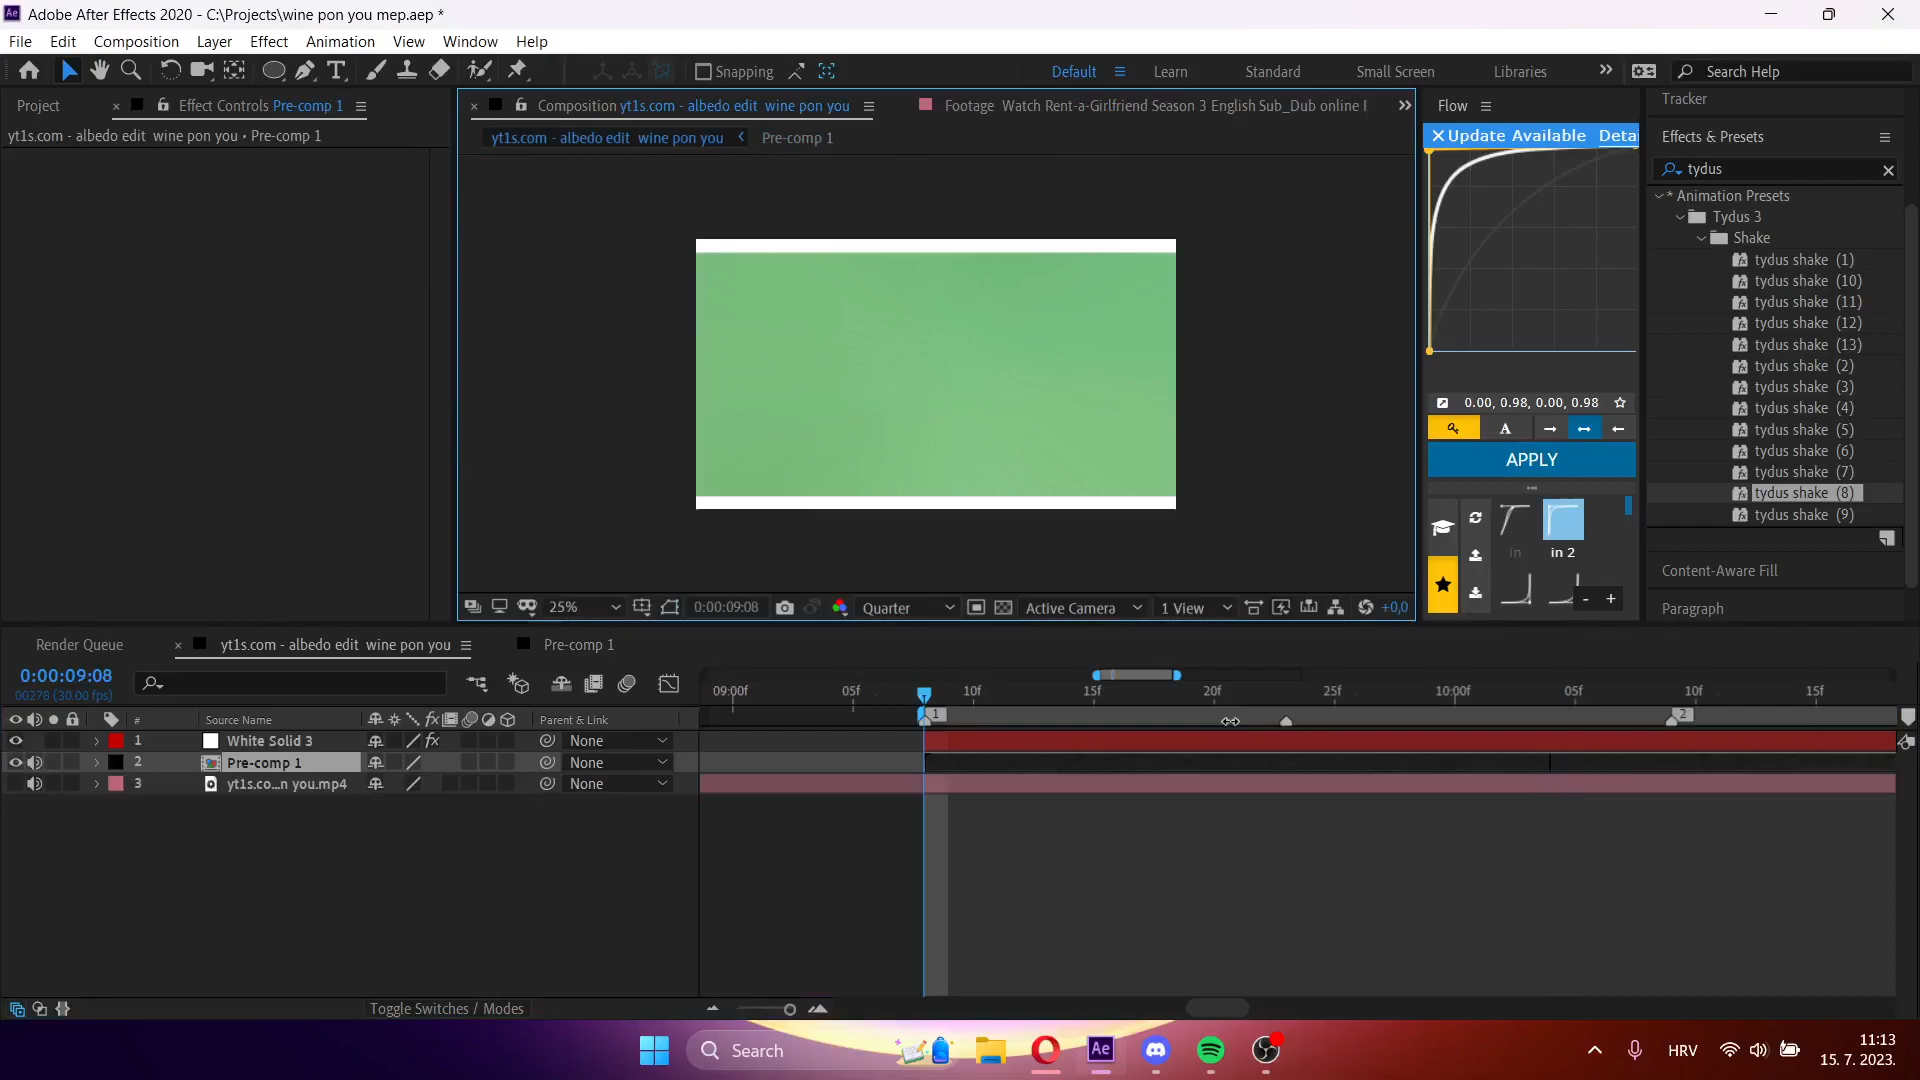 Adobe After Effects 2020 - C:\Projects\wine pon you mep.aep *
File Edit Composition Layer Effect Animation View Window Help
Snapping Default Learn Standard Small Screen Libraries Search Help
Project Effect Controls Pre-comp 1
yt1s.com - albedo edit wine pon you • Pre-comp 1
Composition yt1s.com - albedo edit wine pon you Footage Watch Rent-a-Girlfriend Season 3 English Sub_Dub online
yt1s.com - albedo edit wine pon you Pre-comp 1
Flow
Update Available Detai
0.00, 0.98, 0.00, 0.98
A
APPLY
in in 2
Tracker
Effects & Presets
tydus
* Animation Presets
Tydus 3
Shake
tydus shake (1)
tydus shake (10)
tydus shake (11)
tydus shake (12)
tydus shake (13)
tydus shake (2)
tydus shake (3)
tydus shake (4)
tydus shake (5)
tydus shake (6)
tydus shake (7)
tydus shake (8)
tydus shake (9)
Content-Aware Fill
Paragraph
25% 0:00:09:08 Quarter Active Camera 1 View +0,0
Render Queue yt1s.com - albedo edit wine pon you Pre-comp 1
0:00:09:08
00278 (30.00 fps)
09:00f 05f 10f 15f 20f 25f 10:00f 05f 10f 15f
# Source Name Parent & Link
1 2
1 White Solid 3 fx None
2 Pre-comp 1 None
3 yt1s.co...n you.mp4 None
Toggle Switches / Modes
Search
Ae
HRV
11:13
15. 7. 2023.